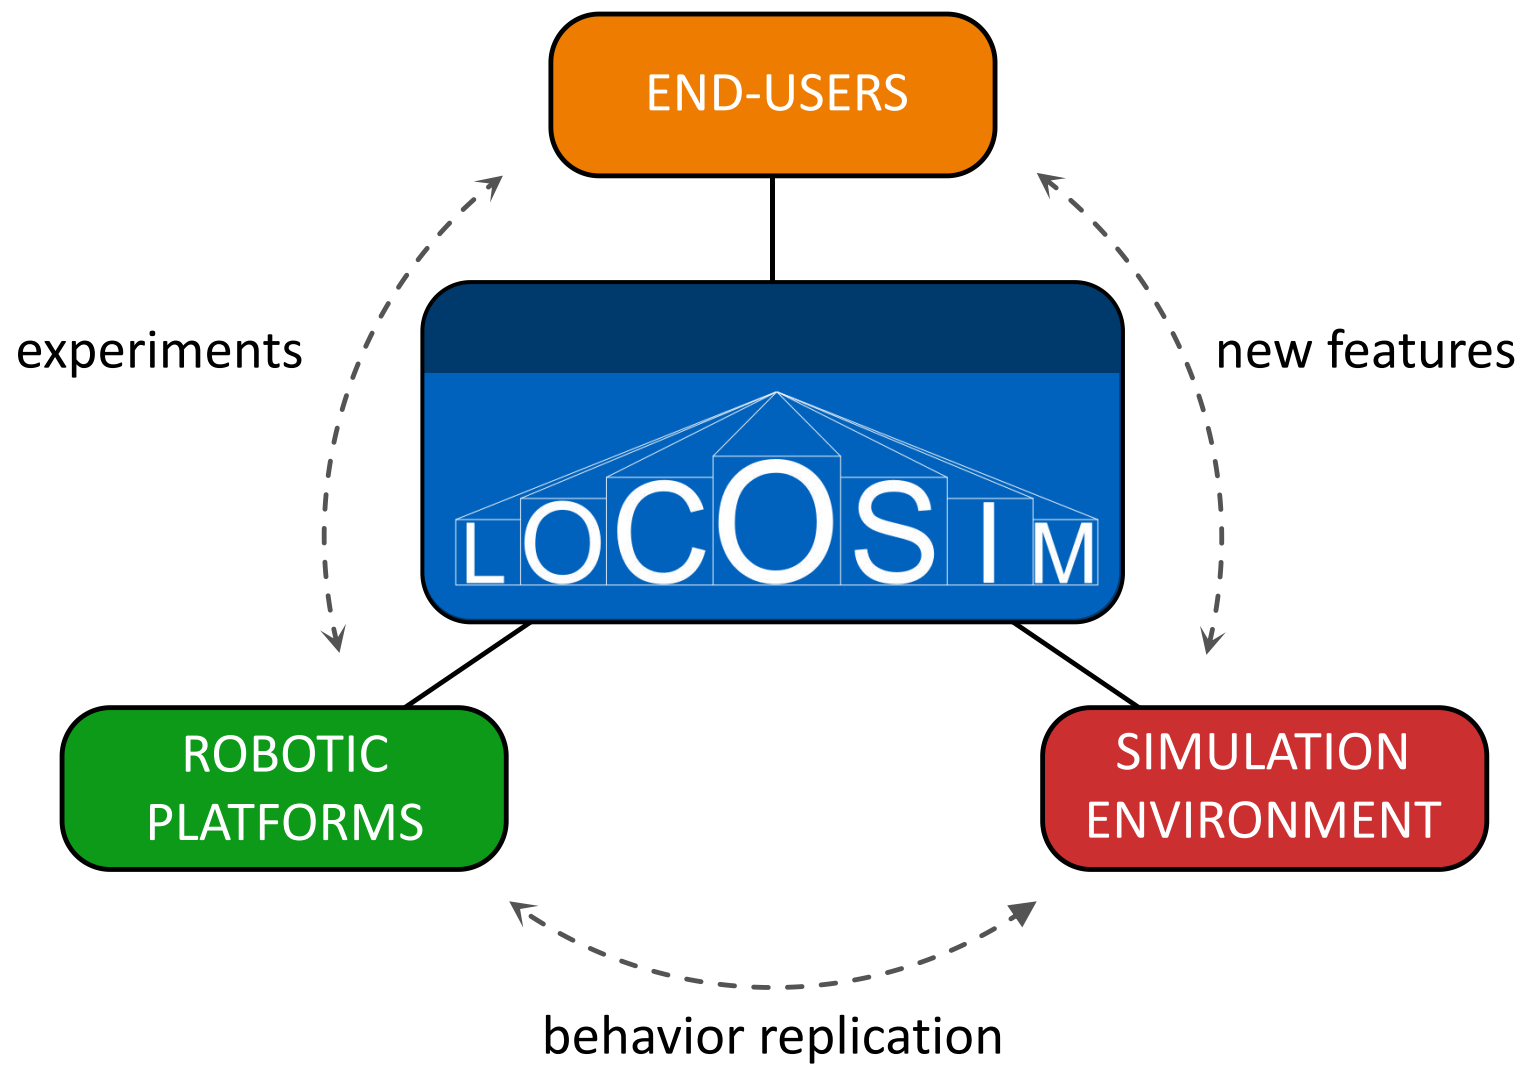 END-USERS
experiments
new features
LOCOSIM
ROBOTIC
PLATFORMS
SIMULATION
ENVIRONMENT
behavior replication